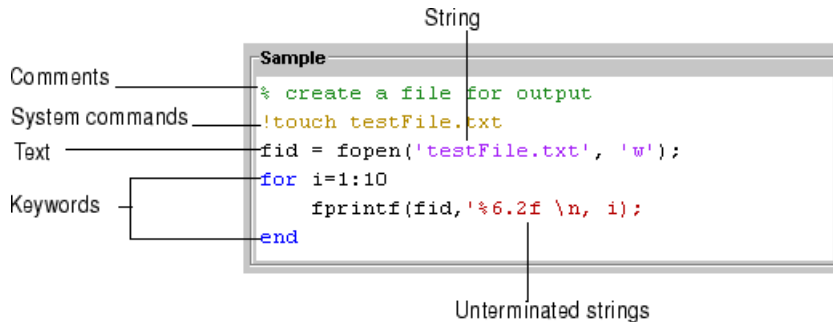 String
Sample
Comments
% create a file for output
System commands
!touch testFile.txt
Text
fid = fopen('testFile.txt', 'w');
for i=1:10
Keywords
fprintf(fid,'%6.2f \n, i);
end
Unterminated strings